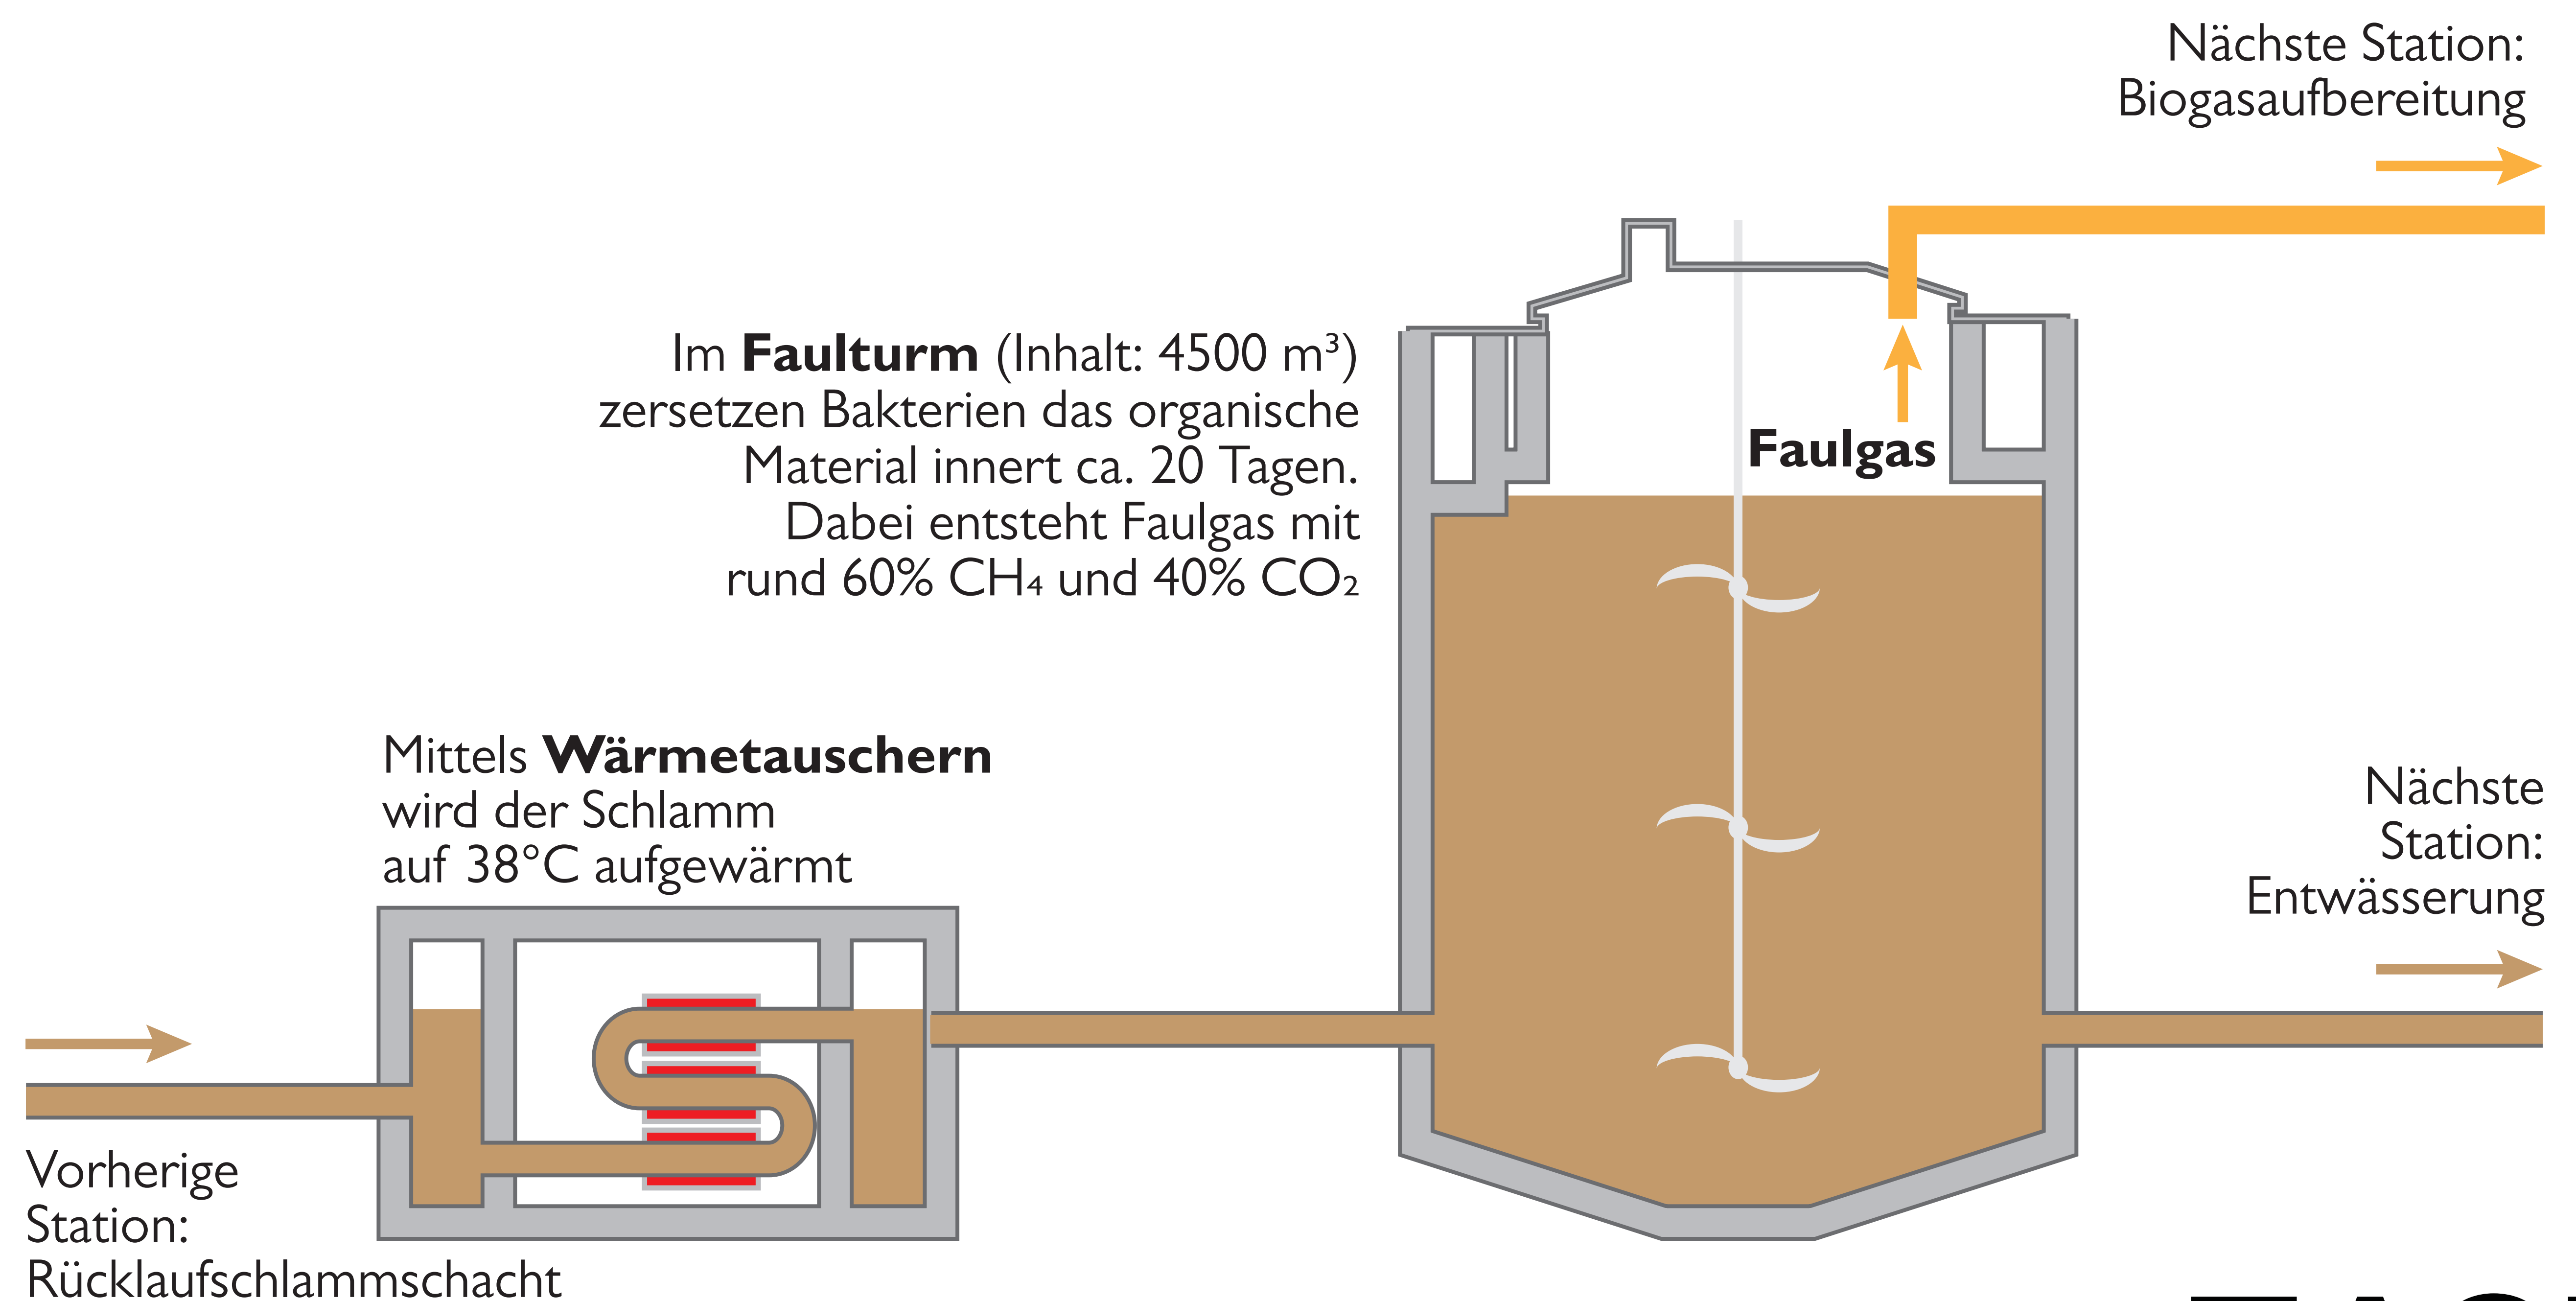 Nächste Station:
Biogasaufbereitung
Im Faulturm (Inhalt: 4500 m³)
zersetzen Bakterien das organische
Material innert ca. 20 Tagen.
Dabei entsteht Faulgas mit
rund 60% CH₄ und 40% CO₂
Faulgas
Mittels Wärmetauschern
wird der Schlamm
auf 38°C aufgewärmt
Nächste
Station:
Entwässerung
Vorherige
Station:
Rücklaufschlammschacht